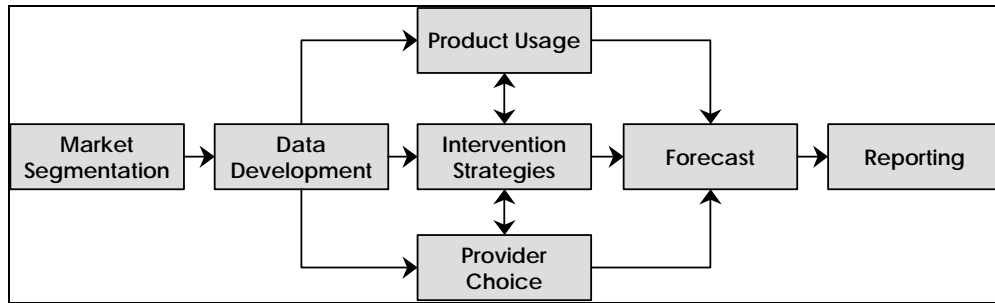 Product Usage
Market
Segmentation
Data
Development
Intervention
Strategies
Forecast
Reporting
Provider
Choice